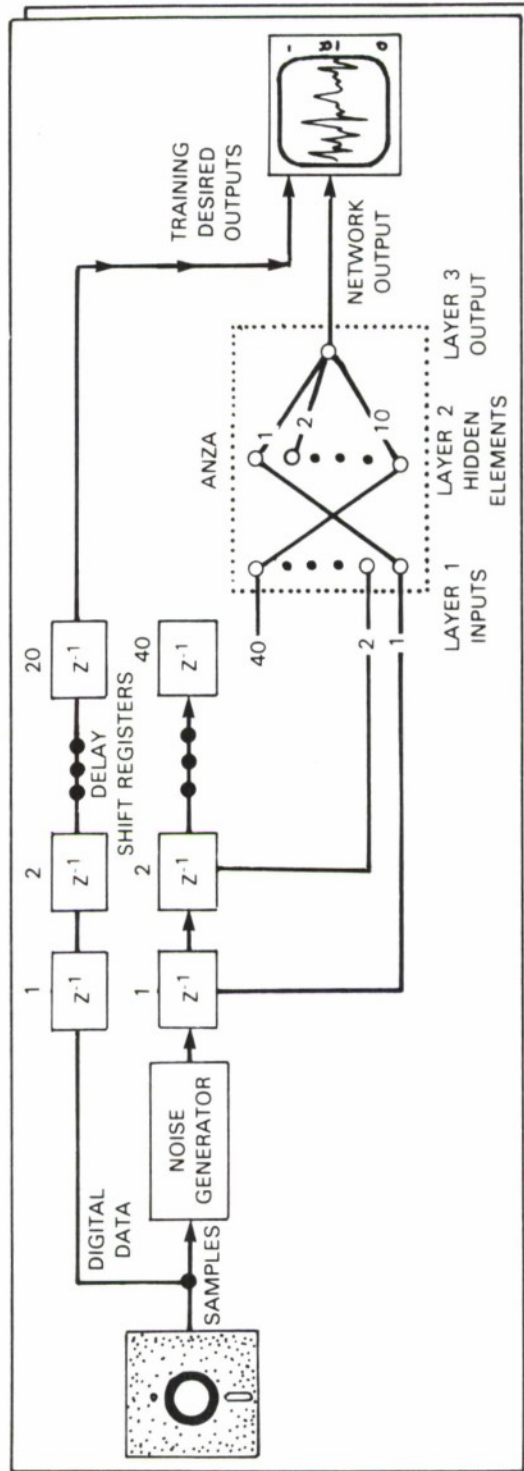 DIGITAL
DATA
SAMPLES
NOISE
GENERATOR
1
Z⁻¹
2
Z⁻¹
20
Z⁻¹
DELAY
SHIFT REGISTERS
1
Z⁻¹
2
Z⁻¹
40
Z⁻¹
TRAINING
DESIRED
OUTPUTS
ANZA
40
2
1
1
2
10
LAYER 1
INPUTS
LAYER 2
HIDDEN
ELEMENTS
LAYER 3
OUTPUT
NETWORK
OUTPUT